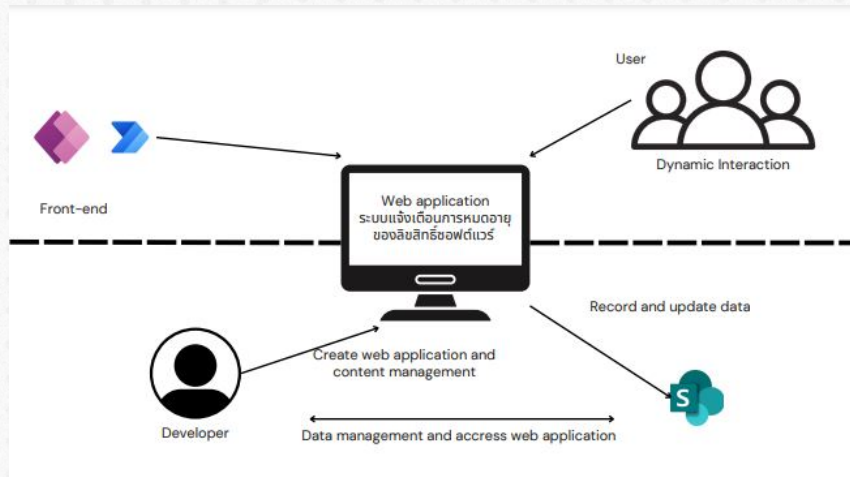 User
Dynamic Interaction
Front-end
Web application
ระบบแจ้งเตือนการหมดอายุ
ของลิขสิทธิ์ซอฟต์แวร์
Record and update data
Create web application and
content management
S
Developer
Data management and access web application